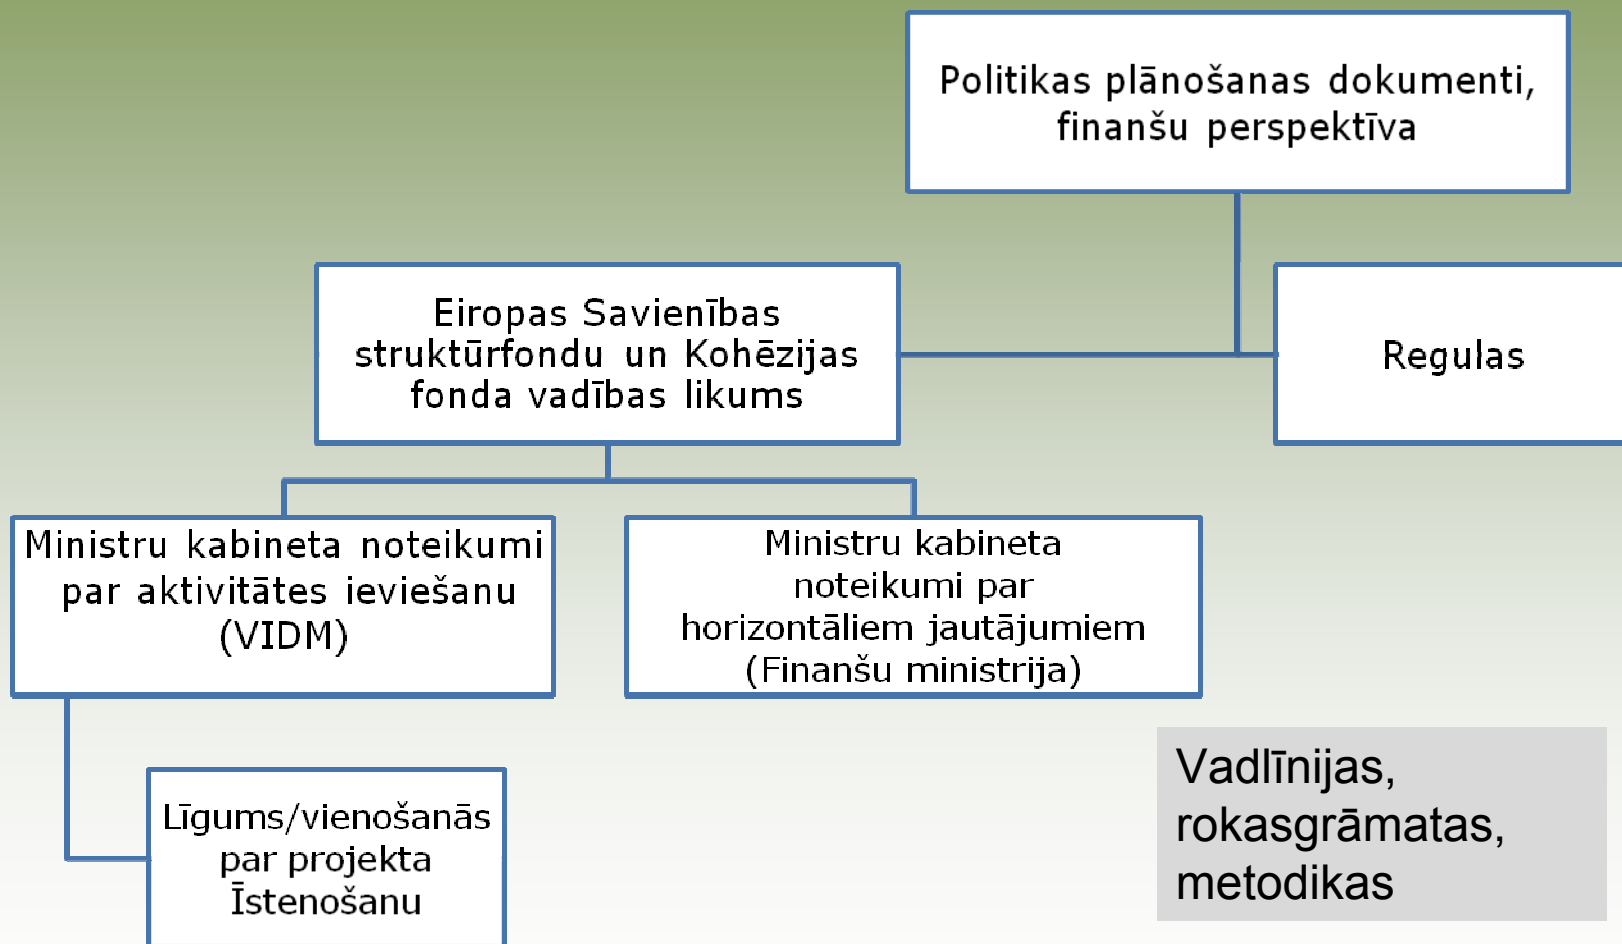 Politikas plānošanas dokumenti,
finanšu perspektīva
Eiropas Savienības
struktūrfondu un Kohēzijas
fonda vadības likums
Regulas
Ministru kabineta noteikumi
par aktivitātes ieviešanu
(VIDM)
Ministru kabineta
noteikumi par
horizontāliem jautājumiem
(Finanšu ministrija)
Līgums/vienošanās
par projekta
Īstenošanu
Vadlīnijas,
rokasgrāmatas,
metodikas